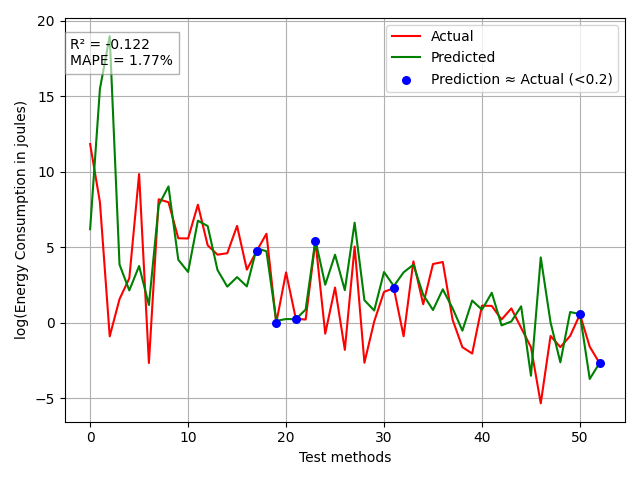 R² = -0.122
MAPE = 1.77%
Actual
Predicted
Prediction ≈ Actual (<0.2)
log(Energy Consumption in joules)
20
15
10
5
0
−5
0 10 20 30 40 50
Test methods